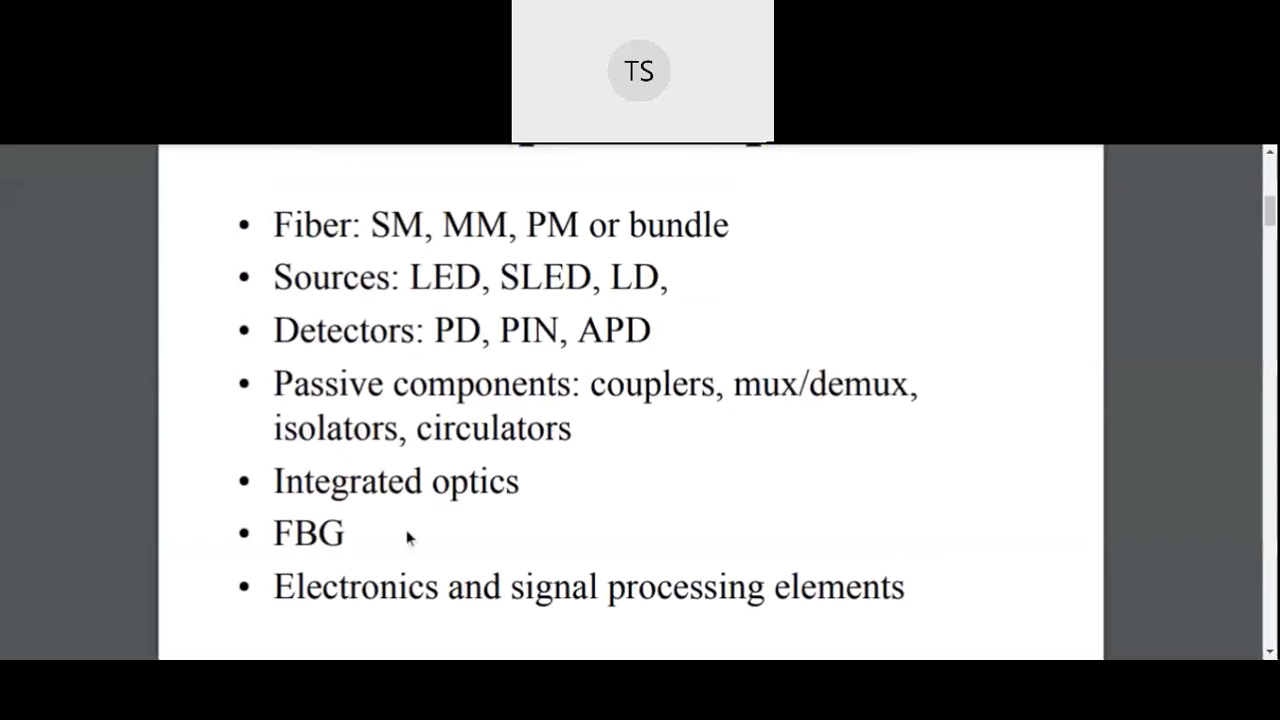 TS
• Fiber: SM, MM, PM or bundle
• Sources: LED, SLED, LD,
• Detectors: PD, PIN, APD
• Passive components: couplers, mux/demux,
isolators, circulators
• Integrated optics
• FBG
• Electronics and signal processing elements